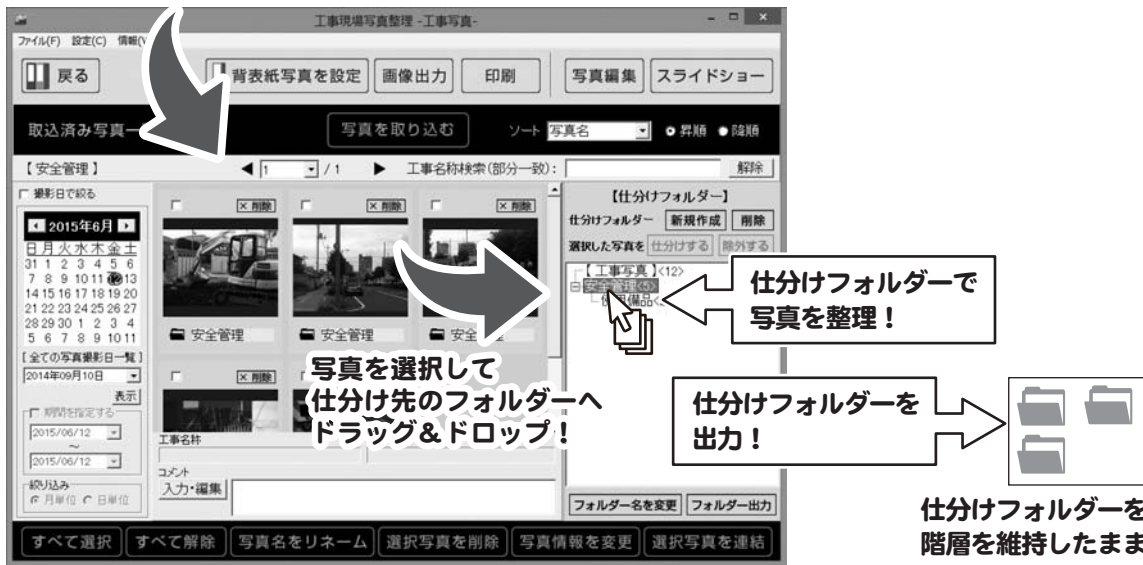 工事現場写真整理 -工事写真-
ファイル(F) 設定(C) 情報(V
戻る
背表紙写真を設定 画像出力 印刷 写真編集 スライドショー
取込済み写真一
写真を取り込む ソート 写真名 昇順 降順
【安全管理】 1 / 1 工事名称検索(部分一致): 解除
撮影日で絞る
2015年6月
日 月 火 水 木 金 土
31 1 2 3 4 5 6
7 8 9 10 11 12 13
14 15 16 17 18 19 20
21 22 23 24 25 26 27
28 29 30 1 2 3 4
5 6 7 8 9 10 11
[全ての写真撮影日一覧]
2014年09月10日
表示
期間を指定する
2015/06/12
~
2015/06/12
絞り込み
月単位 日単位
削除 削除 削除
安全管理 安全管理 安全
削除
写真を選択して
仕分け先のフォルダーへ
ドラッグ&ドロップ!
工事名称
コメント
入力・編集
【仕分けフォルダー】
仕分けフォルダー 新規作成 削除
選択した写真を 仕分けする 除外する
【工事写真】<12>
安全管理<5>
備品<
仕分けフォルダーで
写真を整理!
仕分けフォルダーを
出力!
フォルダー名を変更 フォルダー出力
仕分けフォルダーを
階層を維持したまま
すべて選択 すべて解除 写真名をリネーム 選択写真を削除 写真情報を変更 選択写真を連結